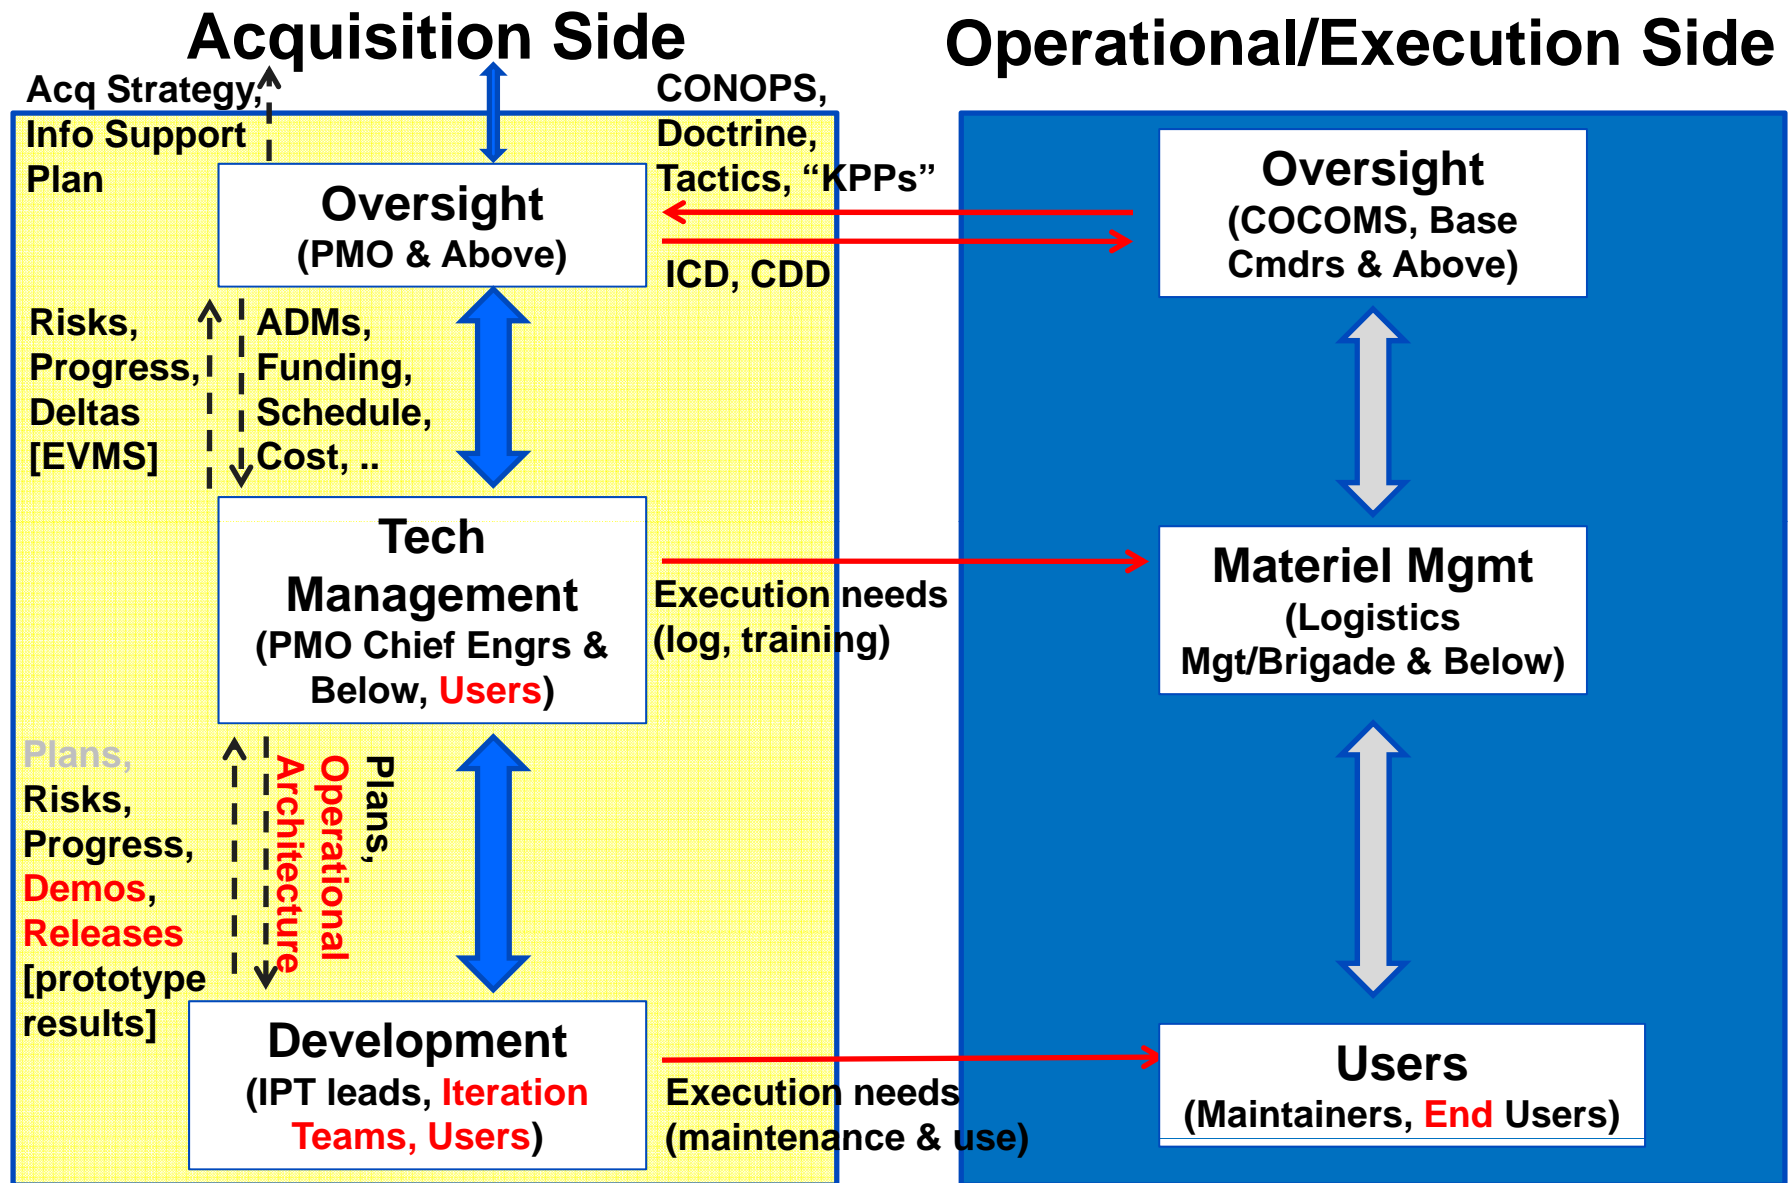 Acquisition Side
Operational/Execution Side
Acq Strategy,
Info Support
Plan
CONOPS,
Doctrine,
Tactics, “KPPs”
Oversight
(PMO & Above)
ICD, CDD
Oversight
(COCOMS, Base
Cmdrs & Above)
Risks,
Progress,
Deltas
[EVMS]
ADMs,
Funding,
Schedule,
Cost, ..
Tech
Management
(PMO Chief Engrs &
Below, Users)
Execution needs
(log, training)
Materiel Mgmt
(Logistics
Mgt/Brigade & Below)
Plans,
Risks,
Progress,
Demos,
Releases
[prototype
results]
Plans,
Operational
Architecture
Development
(IPT leads, Iteration
Teams, Users)
Execution needs
(maintenance & use)
Users
(Maintainers, End Users)